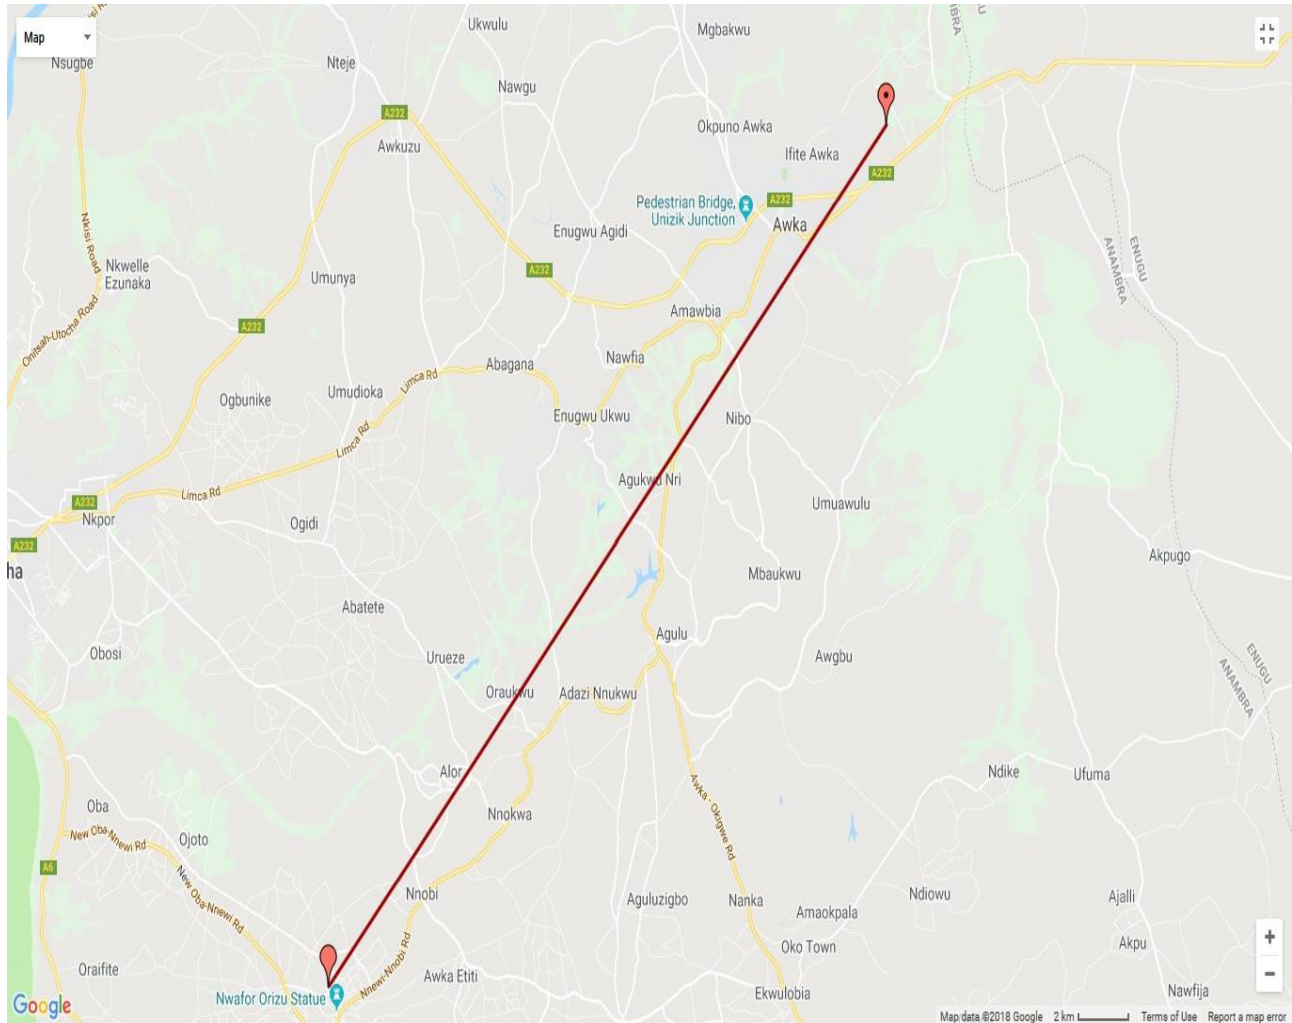 Map
Ukwulu
Mgbakwu
Nsugbe
Nteje
Nawgu
A232
Okpuno Awka
Awkuzu
Ifite Awka
A232
A232
Pedestrian Bridge,
Unizik Junction
Awka
Nkisi Road
Enugwu Agidi
ENUGU
ANAMBRA
Nkwelle
Ezunaka
Umunya
A232
Onitsah-Utocha Road
Amawbia
A232
Nawfia
Abagana
Limca Rd
Umudioka
Ogbunike
Enugwu Ukwu
Nibo
Limca Rd
Agukwu Nri
Limca Rd
A232
Umuawulu
Nkpor
Ogidi
A232
ha
Akpugo
Mbaukwu
Abatete
Agulu
Obosi
Urueze
Awgbu
ENUGU
ANAMBRA
Oraukwu
Adazi Nnukwu
Alor
Ndike
Ufuma
Oba
Nnokwa
Awka - Okigwe Rd
New Oba-Nnewi Rd
Ojoto
A6
New Oba-Nnewi Rd
Nnobi
Aguluzigbo
Nanka
Ndiowu
Ajalli
Amaokpala
Oko Town
Akpu
Oraifite
Nnewi-Nnobi Rd
Awka Etiti
Nwafor Orizu Statue
Ekwulobia
Nawfija
Google
Map data ©2018 Google 2 km Terms of Use Report a map error